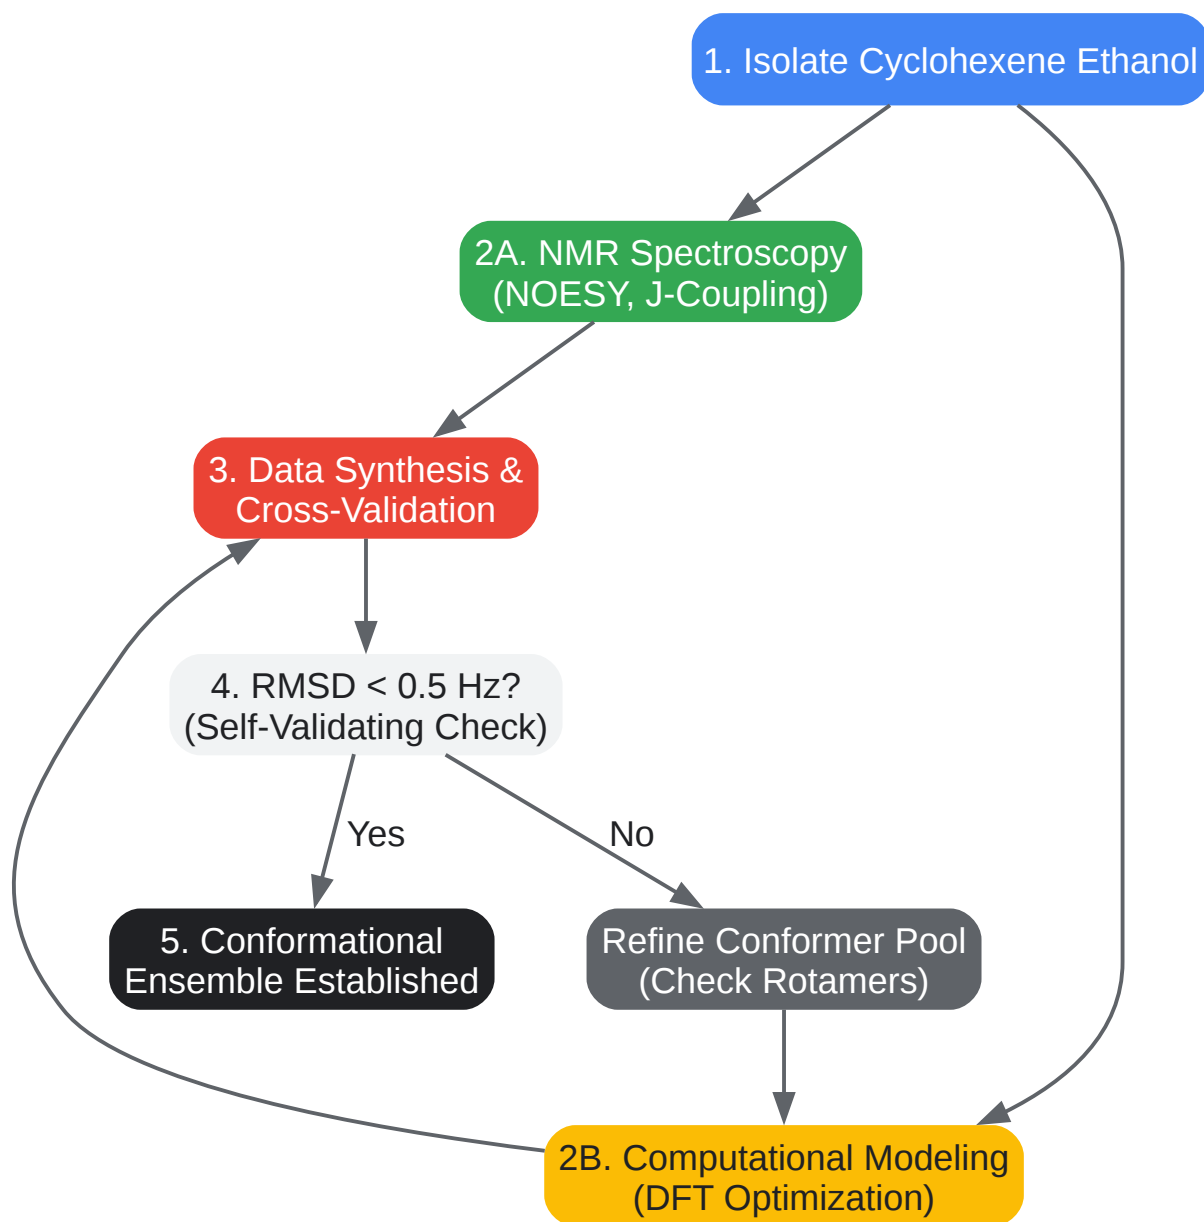 1. Isolate Cyclohexene Ethanol
2A. NMR Spectroscopy
(NOESY, J-Coupling)
3. Data Synthesis &
Cross-Validation
4. RMSD < 0.5 Hz?
(Self-Validating Check)
Yes
No
5. Conformational
Ensemble Established
Refine Conformer Pool
(Check Rotamers)
2B. Computational Modeling
(DFT Optimization)